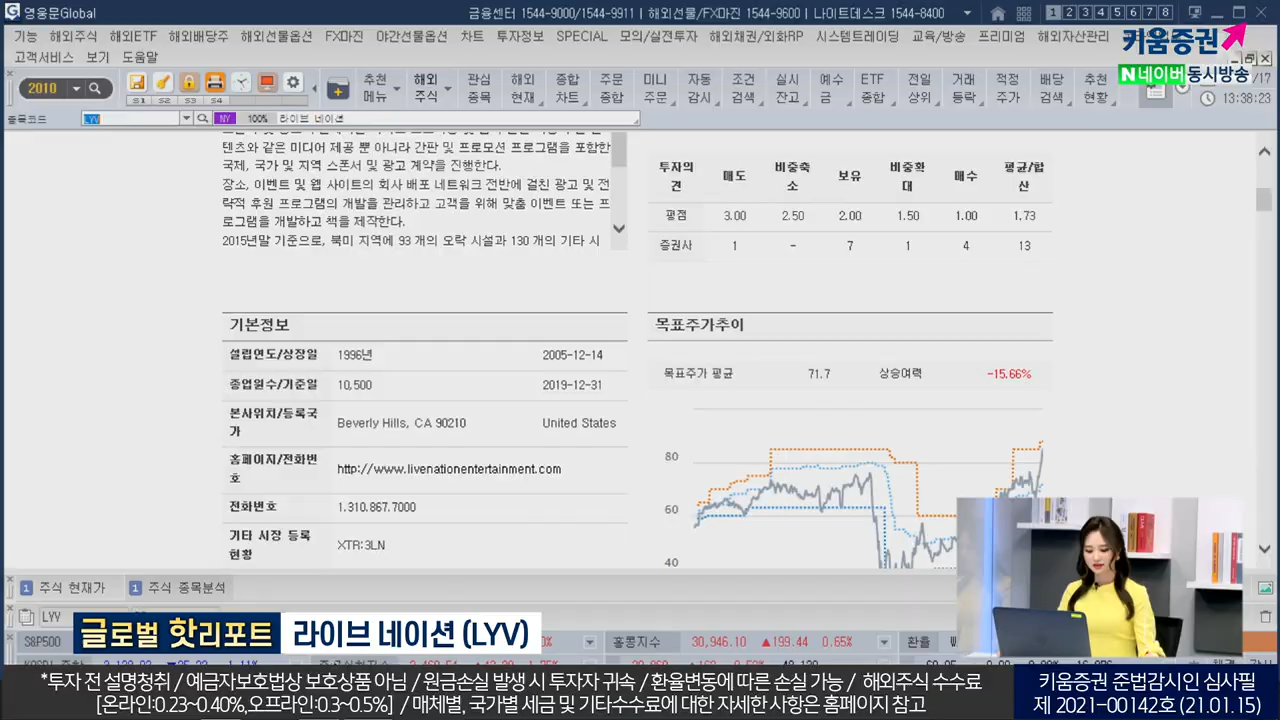 영웅문Global
금융센터 1544-9000/1544-9911 | 해외선물/FX마진 1544-9600 | 나이트데스크 1544-8400
1 2 3 4 5 6 7 8
기능 해외주식 해외ETF 해외배당주 해외선물옵션 FX마진 야간선물옵션 차트 투자정보 SPECIAL 모의/실전투자 해외채권/외화RP 시스템트레이딩 교육/방송 프리미엄 해외자산관리
고객서비스 보기 도움말
키움증권
N네이버동시방송
2010
S1 S2 S3 S4
추천메뉴 해외주식 관심종목 해외현재 종합차트 주문종합 미니주문 자동감시 조건검색 실시잔고 예수금 ETF종합 전일상위 거래등락 적정주가 배당검색 추천현황
/17
13:38:23
종목코드 LYV NY 100% 라이브 네이션
텐츠와 같은 미디어 제공 뿐 아니라 간판 및 프로모션 프로그램을 포함한
국제, 국가 및 지역 스폰서 및 광고 계약을 진행한다.
장소, 이벤트 및 웹 사이트의 회사 배포 네트워크 전반에 걸친 광고 및 전
략적 후원 프로그램의 개발을 관리하고 고객을 위해 맞춤 이벤트 또는 프
로그램을 개발하고 책을 제작한다.
2015년말 기준으로, 북미 지역에 93 개의 오락 시설과 130 개의 기타 시
투자의견 매도 비중축소 보유 비중확대 매수 평균/합산
평점 3.00 2.50 2.00 1.50 1.00 1.73
증권사 1 - 7 1 4 13
기본정보
설립연도/상장일 1996년 2005-12-14
종업원수/기준일 10,500 2019-12-31
본사위치/등록국가 Beverly Hills, CA 90210 United States
홈페이지/전화번호 http://www.livenationentertainment.com
전화번호 1.310.867.7000
기타 시장 등록 현황 XTR:3LN
목표주가추이
목표주가 평균 71.7 상승여력 -15.66%
80
60
40
1 주식 현재가 1 주식 종목분석
LYV
글로벌 핫리포트 라이브 네이션 (LYV)
S&P500 0% 홍콩지수 30,946.10 ▲199.44 0.65% 환율
*투자 전 설명청취 / 예금자보호법상 보호상품 아님 / 원금손실 발생 시 투자자 귀속 / 환율변동에 따른 손실 가능 / 해외주식 수수료
[온라인:0.23~0.40%,오프라인:0.3~0.5%] / 매체별, 국가별 세금 및 기타수수료에 대한 자세한 사항은 홈페이지 참고
키움증권 준법감시인 심사필
제 2021-00142호 (21.01.15)